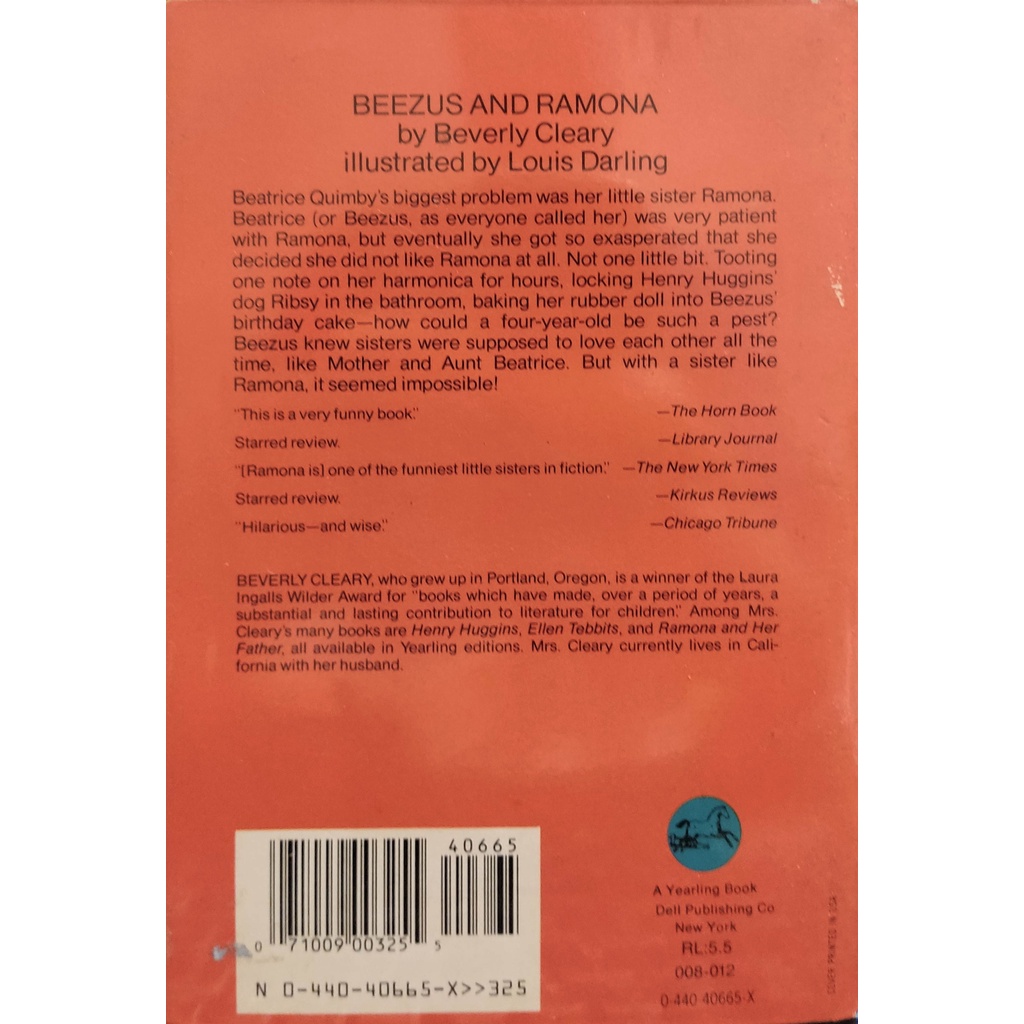 BEEZUS AND RAMONA
by Beverly Cleary
illustrated by Louis Darling
Beatrice Quimby's biggest problem was her little sister Ramona.
Beatrice (or Beezus, as everyone called her) was very patient
with Ramona, but eventually she got so exasperated that she
decided she did not like Ramona at all. Not one little bit. Tooting
one note on her harmonica for hours, locking Henry Huggins'
dog Ribsy in the bathroom, baking her rubber doll into Beezus'
birthday cake—how could a four-year-old be such a pest?
Beezus knew sisters were supposed to love each other all the
time, like Mother and Aunt Beatrice. But with a sister like
Ramona, it seemed impossible!
"This is a very funny book." —The Horn Book
Starred review. —Library Journal
"[Ramona is] one of the funniest little sisters in fiction." —The New York Times
Starred review. —Kirkus Reviews
"Hilarious—and wise." —Chicago Tribune
BEVERLY CLEARY, who grew up in Portland, Oregon, is a winner of the Laura
Ingalls Wilder Award for "books which have made, over a period of years, a
substantial and lasting contribution to literature for children." Among Mrs.
Cleary's many books are Henry Huggins, Ellen Tebbits, and Ramona and Her
Father, all available in Yearling editions. Mrs. Cleary currently lives in Cali-
fornia with her husband.
40665
0 71009 00325 5
N 0-440-40665-X>>325
A Yearling Book
Dell Publishing Co
New York
RL:5.5
008-012
0-440 40665-X
COVER PRINTED IN USA